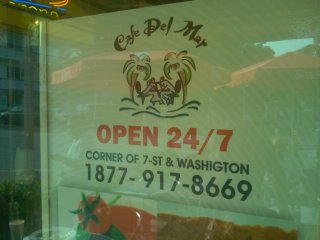 Cafe Del Mar
OPEN 24/7
CORNER OF 7-ST & WASHIGTON
1877- 917-8669